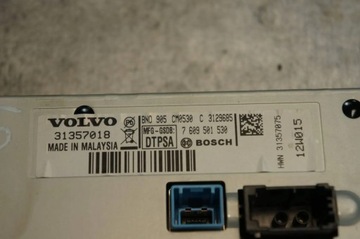 VOLVO
31357018
MADE IN MALAYSIA
BNO 905 CM0530 C 3129685
MFG-GSDB: 7 609 501 530
DTPSA BOSCH
HWN 31357075
12W015